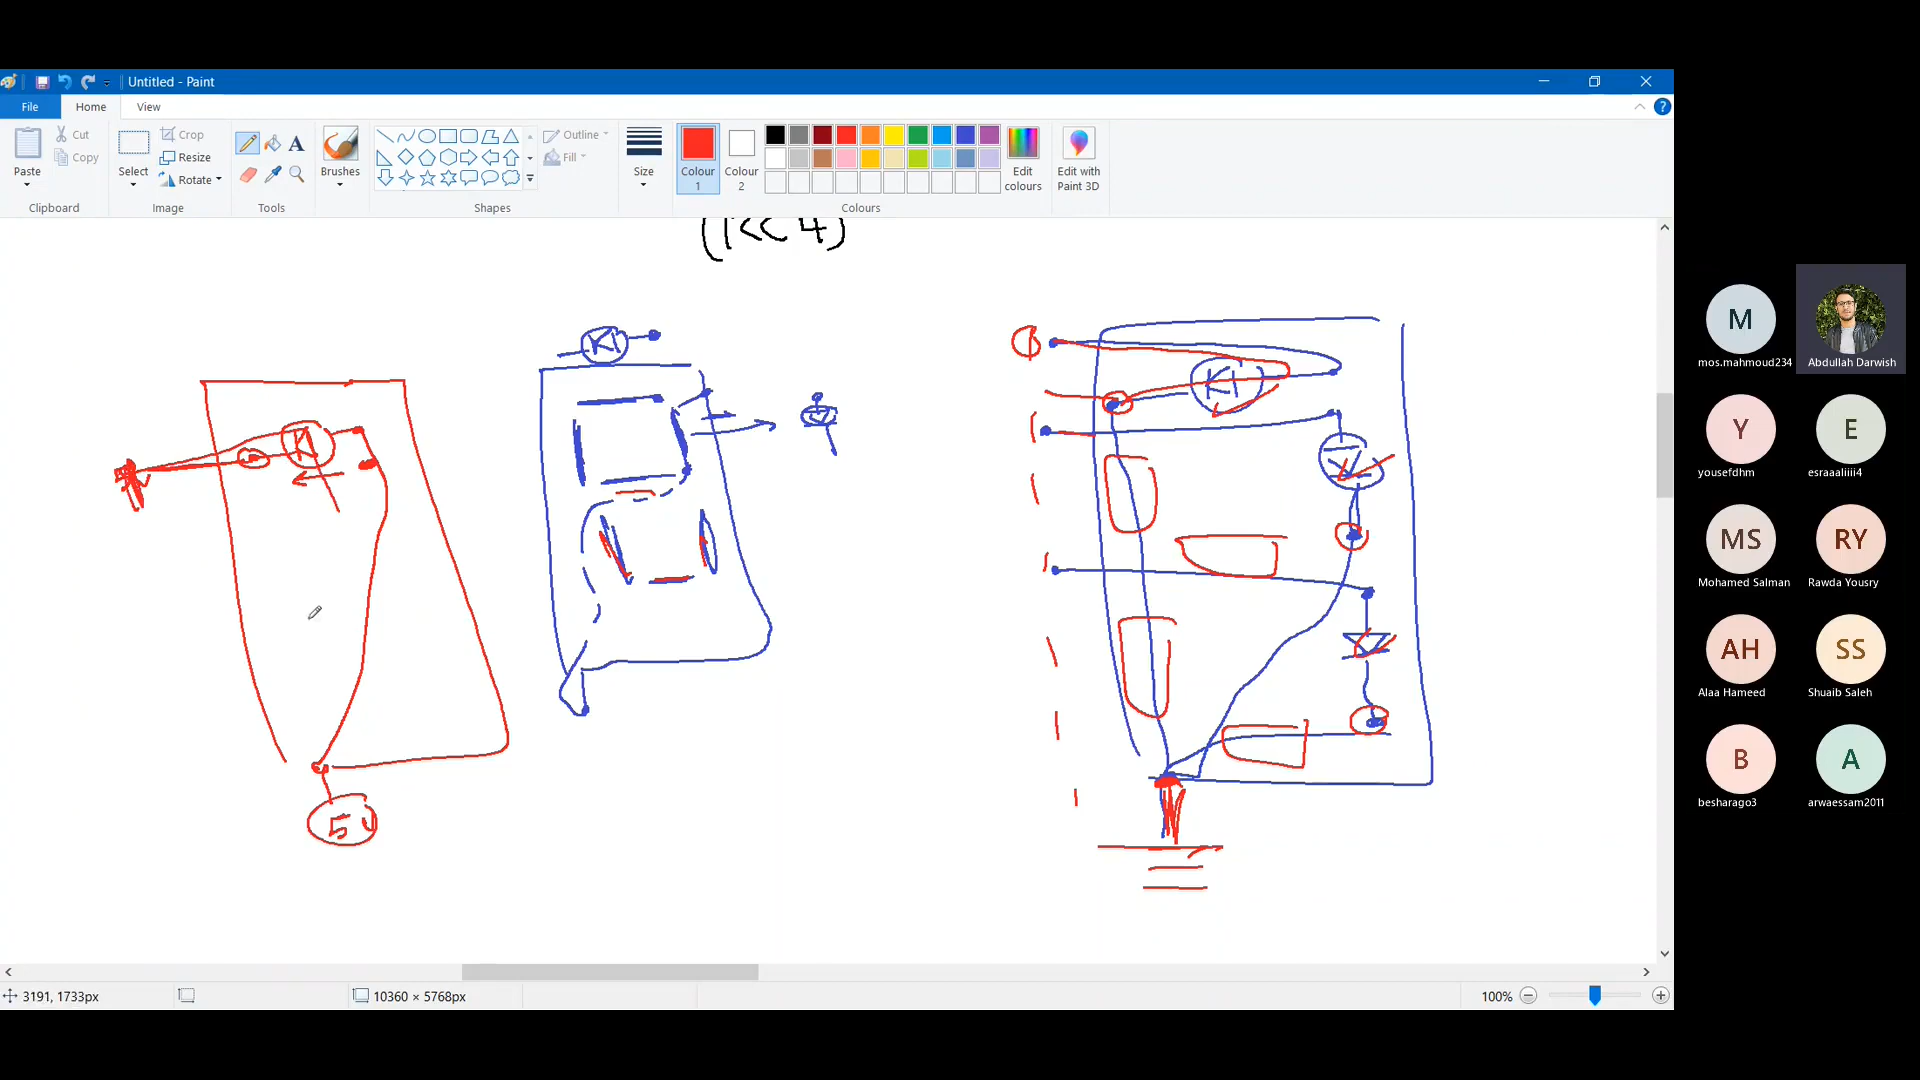 Untitled - Paint
File
Home
View
Paste
Cut
Copy
Clipboard
Select
Crop
Resize
Rotate
Image
Tools
Brushes
Shapes
Outline
Fill
Size
Colour 1
Colour 2
Edit colours
Edit with Paint 3D
Colours
5
3191, 1733px
10360 × 5768px
100%
M
mos.mahmoud234
Abdullah Darwish
Y
yousefdhm
E
esraaliiii4
MS
Mohamed Salman
RY
Rawda Yousry
AH
Alaa Hameed
SS
Shuaib Saleh
B
besharago3
A
arwaessam2011